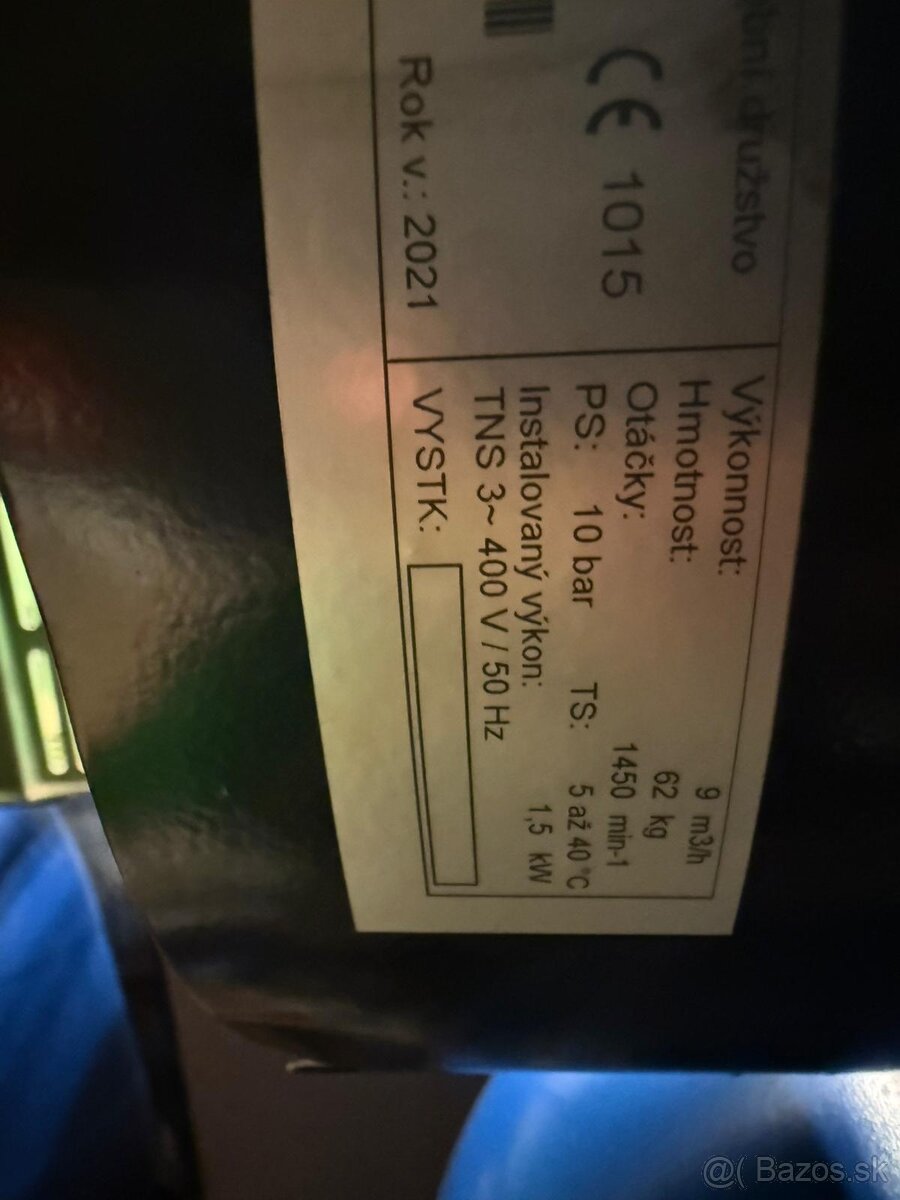 družstvo
CE 1015
Rok v.: 2021
Výkonnost: 9 m3/h
Hmotnost: 62 kg
Otáčky: 1450 min-1
PS: 10 bar TS: 5 až 40 °C
Instalovaný výkon: 1,5 kW
TNS 3~ 400 V / 50 Hz
VYSTK:
@( Bazos.sk